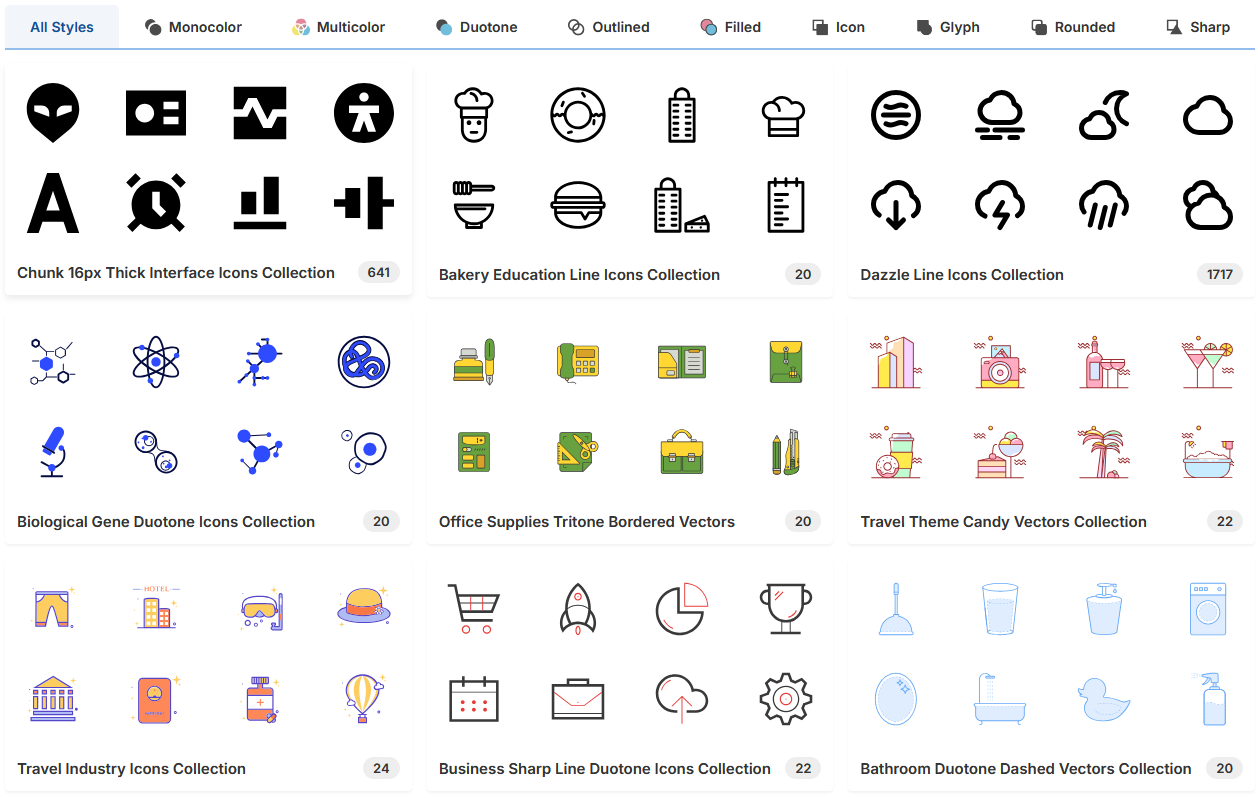 All Styles
Monocolor
Multicolor
Duotone
Outlined
Filled
Icon
Glyph
Rounded
Sharp
A
Chunk 16px Thick Interface Icons Collection 641
Bakery Education Line Icons Collection 20
Dazzle Line Icons Collection 1717
Biological Gene Duotone Icons Collection 20
Office Supplies Tritone Bordered Vectors 20
Travel Theme Candy Vectors Collection 22
HOTEL
Travel Industry Icons Collection 24
Business Sharp Line Duotone Icons Collection 22
Bathroom Duotone Dashed Vectors Collection 20